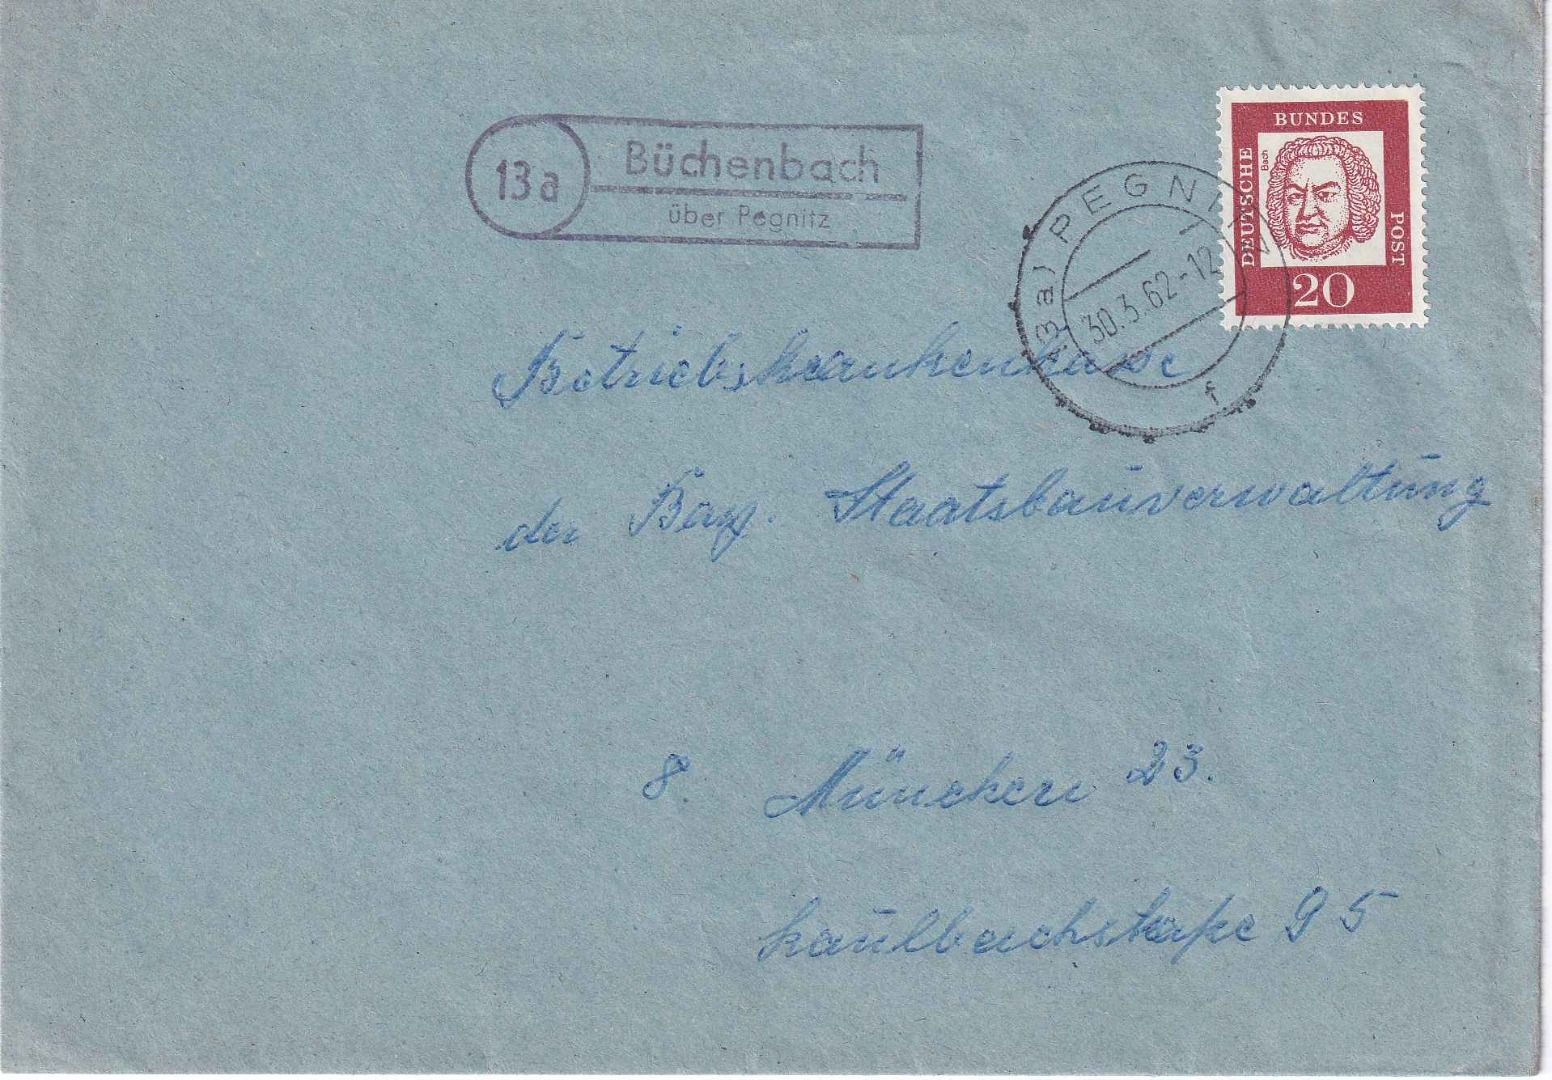 13a
Büchenbach
über Pegnitz
(13a) PEGNITZ
30.3.62-12
f
DEUTSCHE
BUNDES
POST
Bach
20
Betriebskrankenkasse
der Bay. Staatsbauverwaltung
8. München 23.
Kaulbachstraße 95